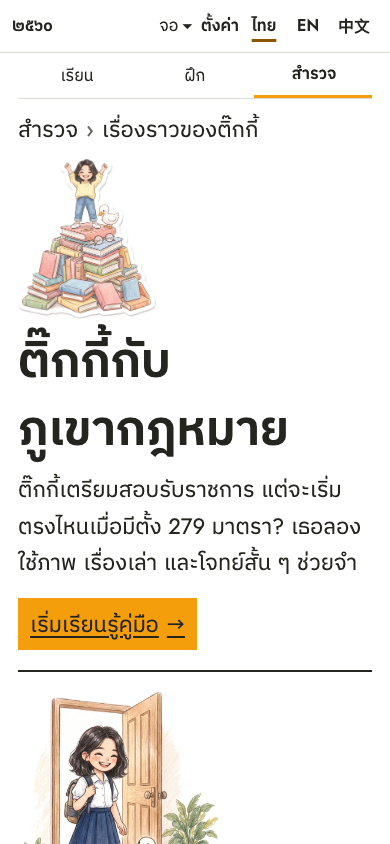 ๒๕๖๐
จอ ตั้งค่า ไทย EN 中文
เรียน ฝึก สำรวจ
สำรวจ › เรื่องราวของติ๊กกี้
ติ๊กกี้กับ
ภูเขากฎหมาย
ติ๊กกี้เตรียมสอบรับราชการ แต่จะเริ่ม
ตรงไหนเมื่อมีตั้ง 279 มาตรา? เธอลอง
ใช้ภาพ เรื่องเล่า และโจทย์สั้น ๆ ช่วยจำ
เริ่มเรียนรู้คู่มือ →